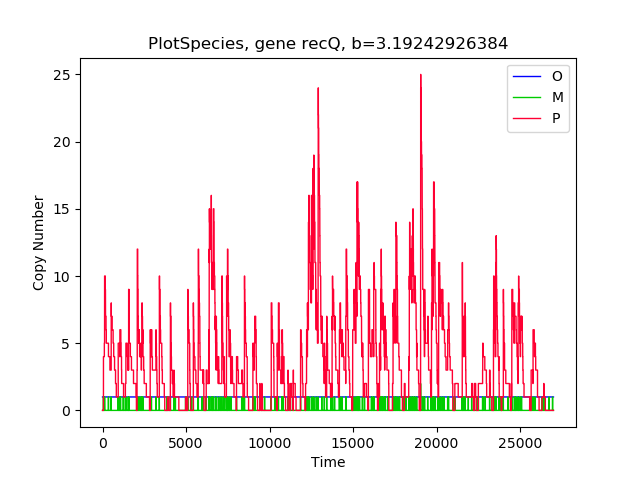 PlotSpecies, gene recQ, b=3.19242926384
O
M
P
25
20
15
10
5
0
Copy Number
0 5000 10000 15000 20000 25000
Time